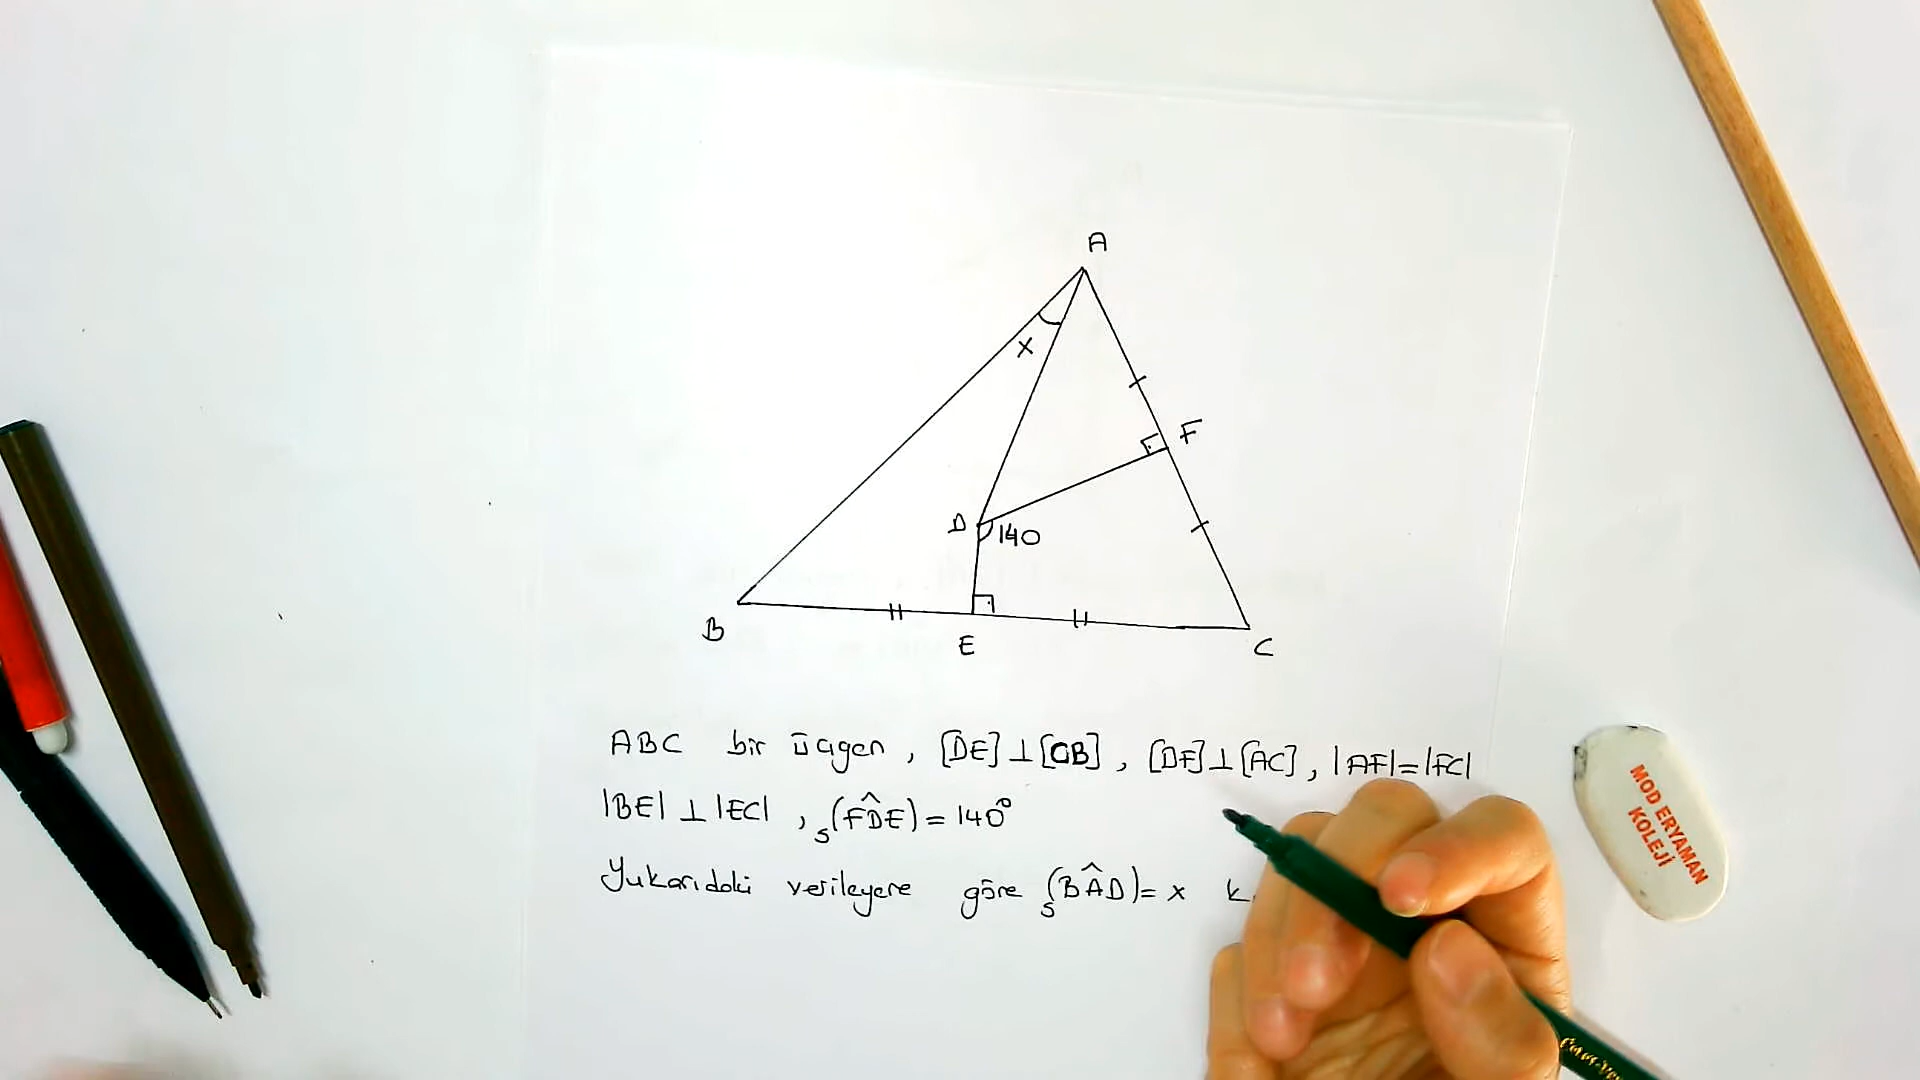 A
x
F
D
140
B
E
C
ABC bir üçgen, [DE]⊥[CB], [DF]⊥[AC], |AF|=|FC|
|BE|⊥|EC|, s(FD̂E)=140°
Yukarıdaki verileyere göre s(BÂD)=x k
MOD ERYAMAN
KOLEJİ